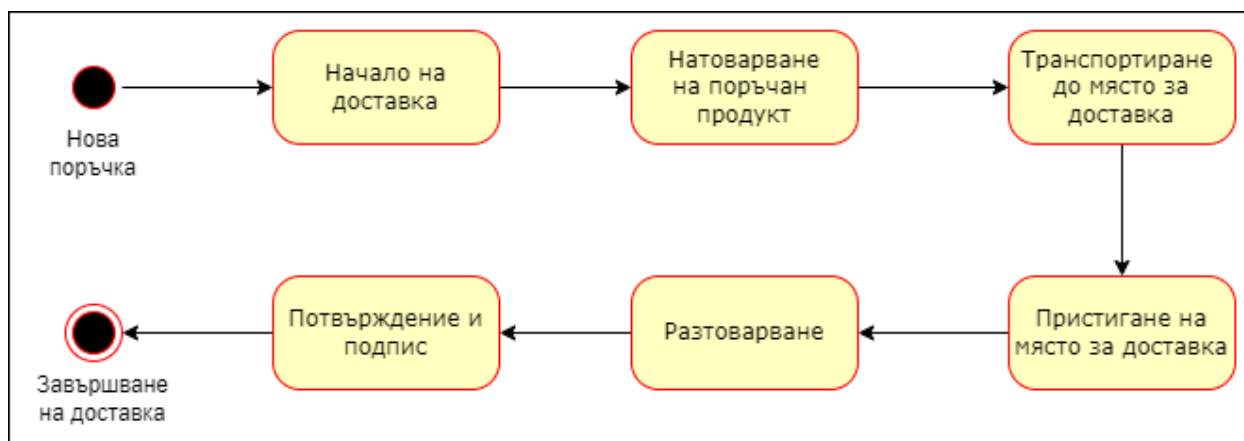 Нова
поръчка
Начало на
доставка
Натоварване
на поръчан
продукт
Транспортиране
до място за
доставка
Пристигане на
място за доставка
Разтоварване
Потвърждение и
подпис
Завършване
на доставка